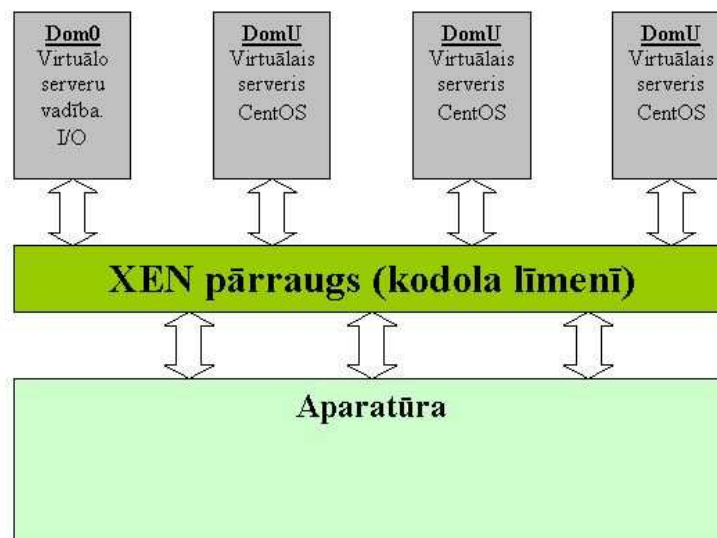 Dom0
Virtuālo
serveru
vadība.
I/O
DomU
Virtuālais
serveris
CentOS
DomU
Virtuālais
serveris
CentOS
DomU
Virtuālais
serveris
CentOS
XEN pārraugs (kodola līmenī)
Aparatūra